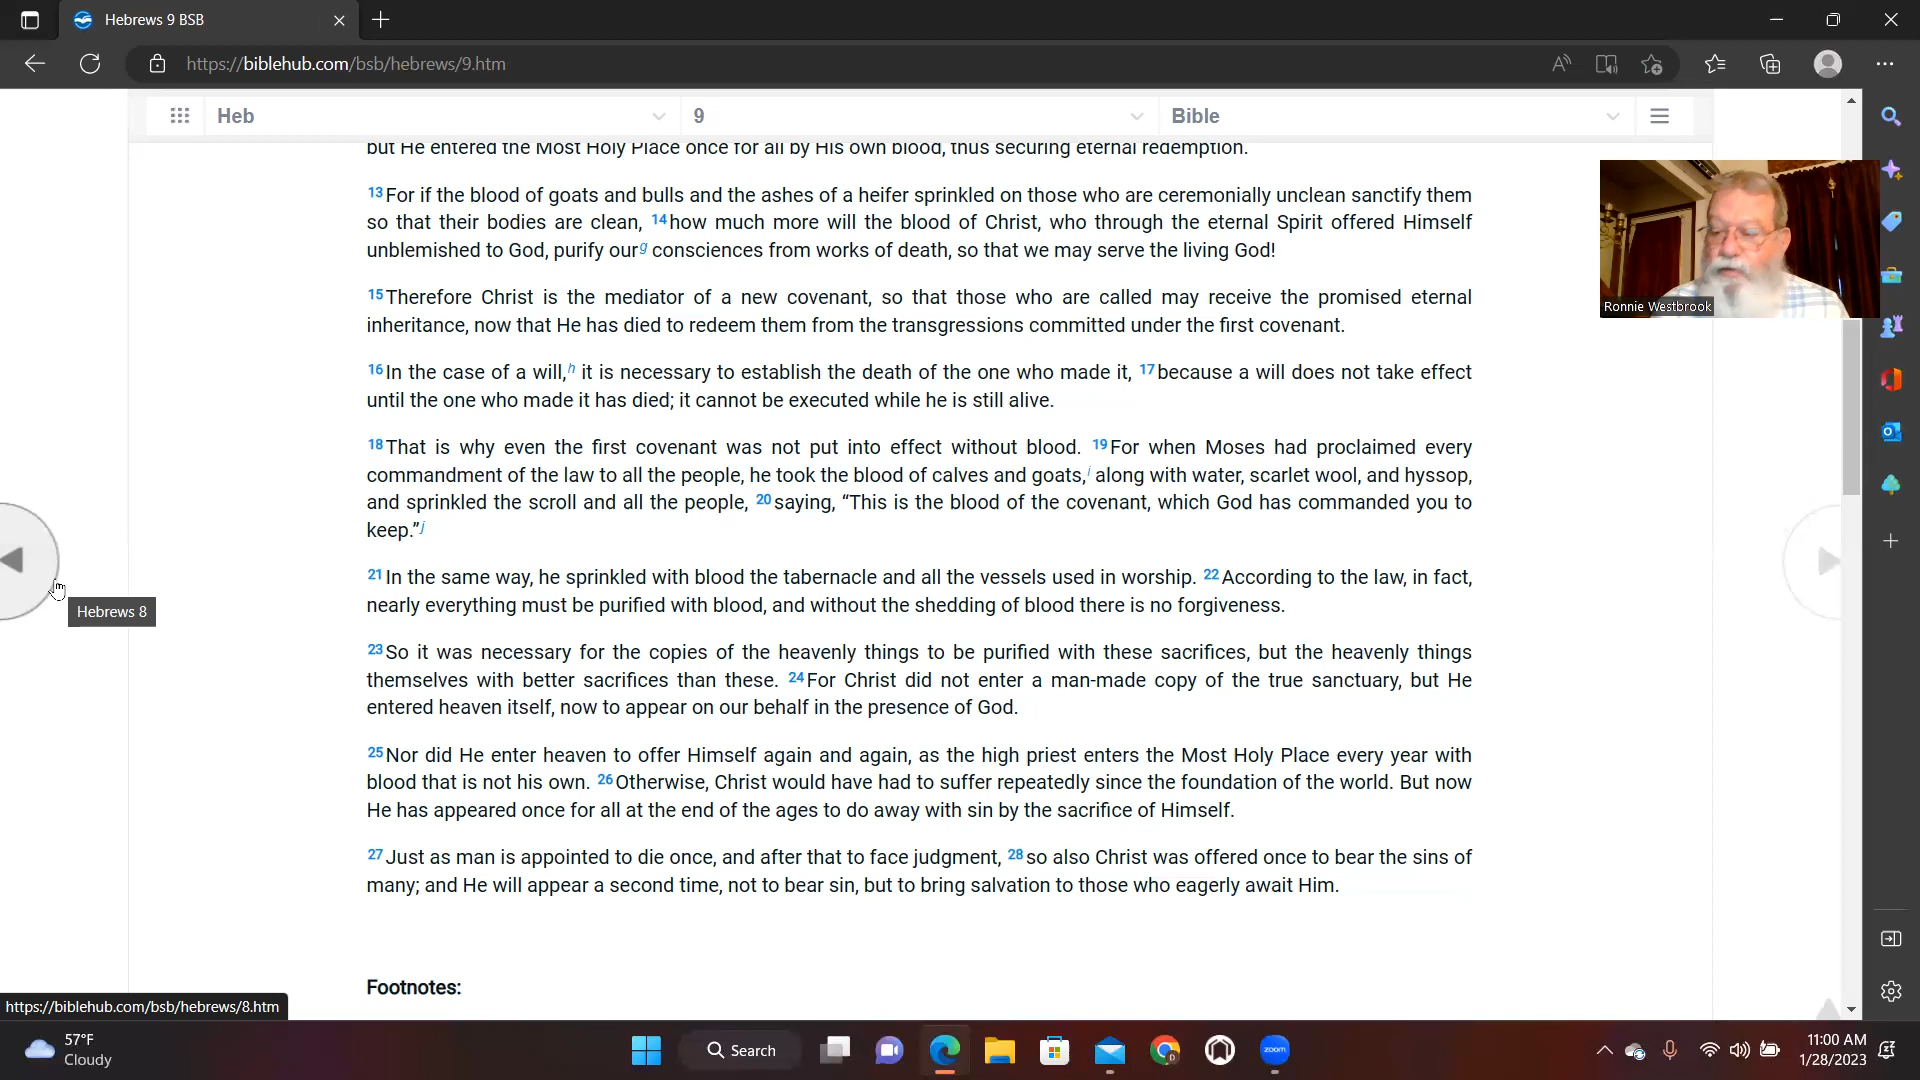 Hebrews 9 BSB
https://biblehub.com/bsb/hebrews/9.htm
Heb
9
Bible
but He entered the Most Holy Place once for all by His own blood, thus securing eternal redemption.
13 For if the blood of goats and bulls and the ashes of a heifer sprinkled on those who are ceremonially unclean sanctify them
so that their bodies are clean, 14 how much more will the blood of Christ, who through the eternal Spirit offered Himself
unblemished to God, purify our g consciences from works of death, so that we may serve the living God!
15 Therefore Christ is the mediator of a new covenant, so that those who are called may receive the promised eternal
inheritance, now that He has died to redeem them from the transgressions committed under the first covenant.
16 In the case of a will, h it is necessary to establish the death of the one who made it, 17 because a will does not take effect
until the one who made it has died; it cannot be executed while he is still alive.
18 That is why even the first covenant was not put into effect without blood. 19 For when Moses had proclaimed every
commandment of the law to all the people, he took the blood of calves and goats, i along with water, scarlet wool, and hyssop,
and sprinkled the scroll and all the people, 20 saying, “This is the blood of the covenant, which God has commanded you to
keep.” j
21 In the same way, he sprinkled with blood the tabernacle and all the vessels used in worship. 22 According to the law, in fact,
nearly everything must be purified with blood, and without the shedding of blood there is no forgiveness.
23 So it was necessary for the copies of the heavenly things to be purified with these sacrifices, but the heavenly things
themselves with better sacrifices than these. 24 For Christ did not enter a man-made copy of the true sanctuary, but He
entered heaven itself, now to appear on our behalf in the presence of God.
25 Nor did He enter heaven to offer Himself again and again, as the high priest enters the Most Holy Place every year with
blood that is not his own. 26 Otherwise, Christ would have had to suffer repeatedly since the foundation of the world. But now
He has appeared once for all at the end of the ages to do away with sin by the sacrifice of Himself.
27 Just as man is appointed to die once, and after that to face judgment, 28 so also Christ was offered once to bear the sins of
many; and He will appear a second time, not to bear sin, but to bring salvation to those who eagerly await Him.
Footnotes:
Ronnie Westbrook
Hebrews 8
https://biblehub.com/bsb/hebrews/8.htm
57°F
Cloudy
Search
zoom
11:00 AM
1/28/2023